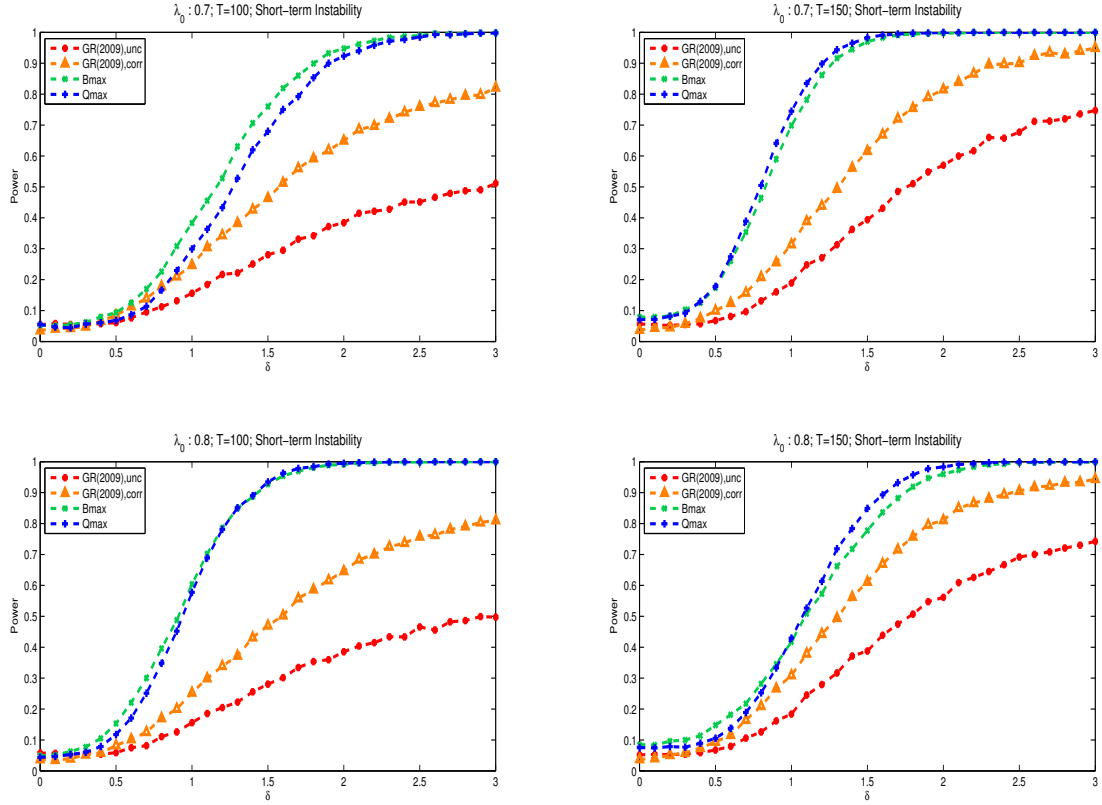 λ0 : 0.7; T=100; Short−term Instability
1
0.9
0.8
0.7
0.6
0.5
0.4
0.3
0.2
0.1
0
Power
GR(2009),unc
GR(2009),corr
Bmax
Qmax
0 0.5 1 1.5 2 2.5 3
δ
λ0 : 0.7; T=150; Short−term Instability
1
0.9
0.8
0.7
0.6
0.5
0.4
0.3
0.2
0.1
0
Power
GR(2009),unc
GR(2009),corr
Bmax
Qmax
0 0.5 1 1.5 2 2.5 3
δ
λ0 : 0.8; T=100; Short−term Instability
1
0.9
0.8
0.7
0.6
0.5
0.4
0.3
0.2
0.1
0
Power
GR(2009),unc
GR(2009),corr
Bmax
Qmax
0 0.5 1 1.5 2 2.5 3
δ
λ0 : 0.8; T=150; Short−term Instability
1
0.9
0.8
0.7
0.6
0.5
0.4
0.3
0.2
0.1
0
Power
GR(2009),unc
GR(2009),corr
Bmax
Qmax
0 0.5 1 1.5 2 2.5 3
δ